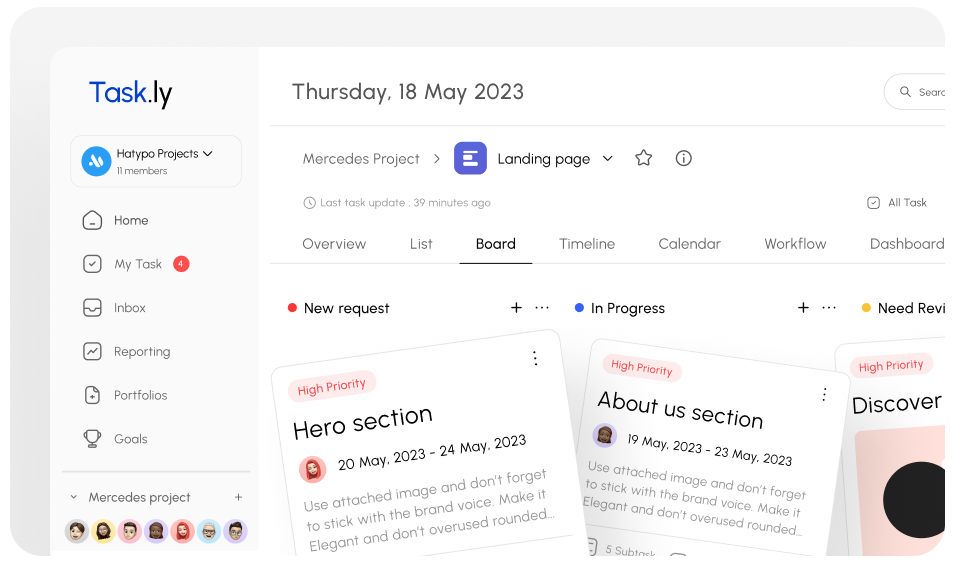 Task.ly
Hatypo Projects
11 members
Home
My Task 4
Inbox
Reporting
Portfolios
Goals
Mercedes project +
Thursday, 18 May 2023
Mercedes Project > Landing page
Last task update : 39 minutes ago
All Task
Overview List Board Timeline Calendar Workflow Dashboard
New request + ...
In Progress + ...
High Priority
Hero section
20 May, 2023 - 24 May, 2023
Use attached image and don't forget
to stick with the brand voice. Make it
Elegant and don't overused rounded...
High Priority
About us section
19 May, 2023 - 23 May, 2023
Use attached image and don't forget
to stick with the brand voice. Make it
Elegant and don't overused rounded...
5 Subtask
Need
High Priority
Discover